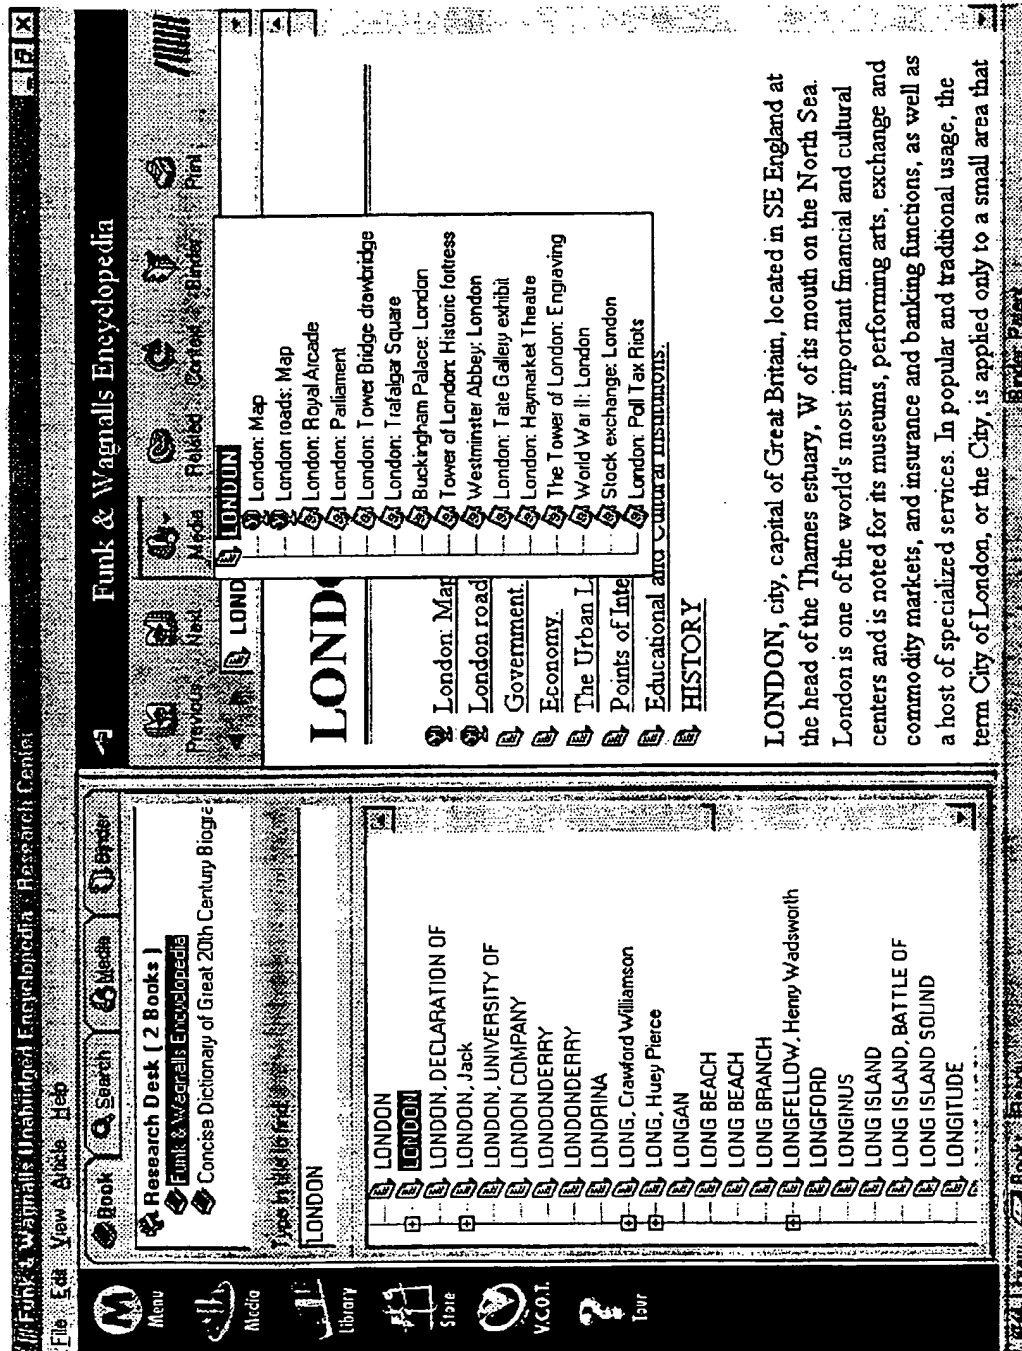 Funk & Wagnalls Unabridged Encyclopedia - Research Center
File Edit View Article Help
Menu
Media
Library
Store
V.C.O.T.
Tour
Book
Search
Media
Binder
Research Desk ( 2 Books )
Funk & Wagnalls Encyclopedia
Concise Dictionary of Great 20th Century Biogra
LONDON
LONDON
LONDON
LONDON, DECLARATION OF
LONDON, Jack
LONDON, UNIVERSITY OF
LONDON COMPANY
LONDONDERRY
LONDONDERRY
LONDRINA
LONG, Crawford Williamson
LONG, Huey Pierce
LONGAN
LONG BEACH
LONG BEACH
LONG BRANCH
LONGFELLOW, Henry Wadsworth
LONGFORD
LONGINUS
LONG ISLAND
LONG ISLAND, BATTLE OF
LONG ISLAND SOUND
LONGITUDE
Funk & Wagnalls Encyclopedia
Previous
Next
Media
Related
Context
Binder
Print
LOND
LONDON
London: Map
London roads: Map
London: Royal Arcade
London: Parliament
London: Tower Bridge drawbridge
London: Trafalgar Square
Buckingham Palace: London
Tower of London: Historic fortress
Westminster Abbey: London
London: Tate Gallery exhibit
London: Haymarket Theatre
The Tower of London: Engraving
World War II: London
Stock exchange: London
London: Poll Tax Riots
LOND
London: Map
London road
Government
Economy.
The Urban L
Points of Inte
Educational and Cultural Institutions.
HISTORY
LONDON, city, capital of Great Britain, located in SE England at
the head of the Thames estuary, W of its mouth on the North Sea.
London is one of the world's most important financial and cultural
centers and is noted for its museums, performing arts, exchange and
commodity markets, and insurance and banking functions, as well as
a host of specialized services. In popular and traditional usage, the
term City of London, or the City, is applied only to a small area that